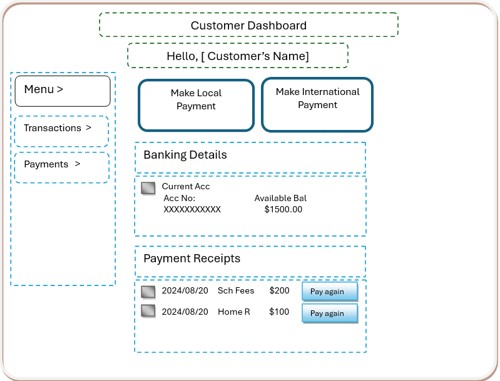 Customer Dashboard
Hello, [ Customer's Name]
Menu >
Transactions >
Payments >
Make Local
Payment
Make International
Payment
Banking Details
Current Acc
Acc No: Available Bal
XXXXXXXXXXX $1500.00
Payment Receipts
2024/08/20 Sch Fees $200 Pay again
2024/08/20 Home R $100 Pay again